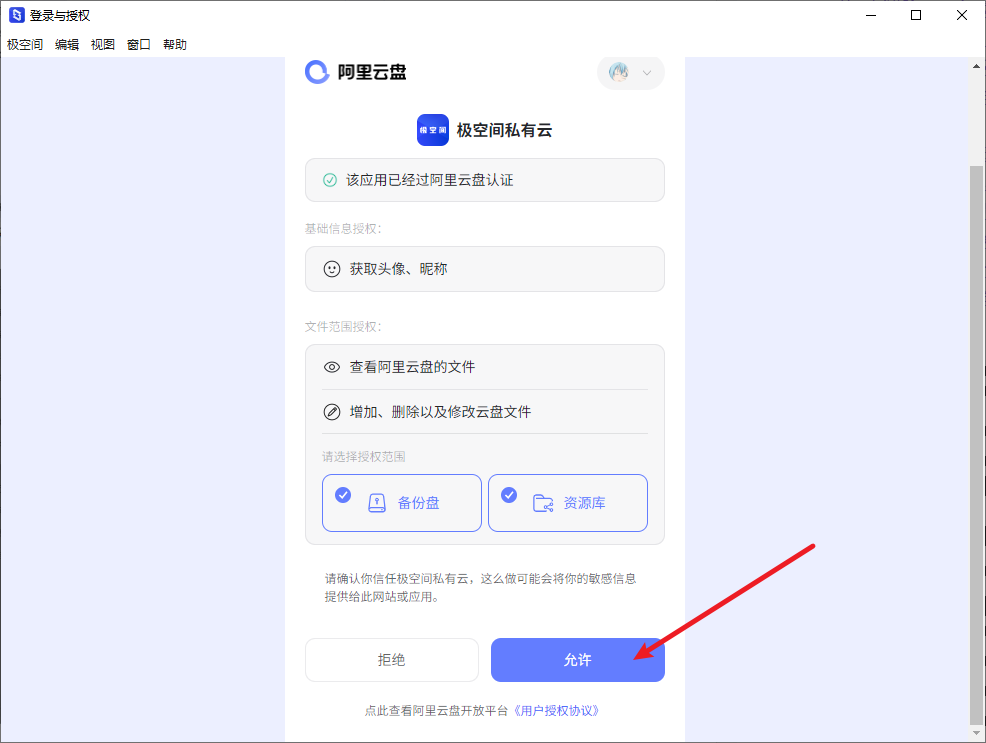 登录与授权
极空间 编辑 视图 窗口 帮助
阿里云盘
极空间 极空间私有云
该应用已经过阿里云盘认证
基础信息授权：
获取头像、昵称
文件范围授权：
查看阿里云盘的文件
增加、删除以及修改云盘文件
请选择授权范围
备份盘 资源库
请确认你信任极空间私有云，这么做可能会将你的敏感信息
提供给此网站或应用。
拒绝 允许
点此查看阿里云盘开放平台《用户授权协议》